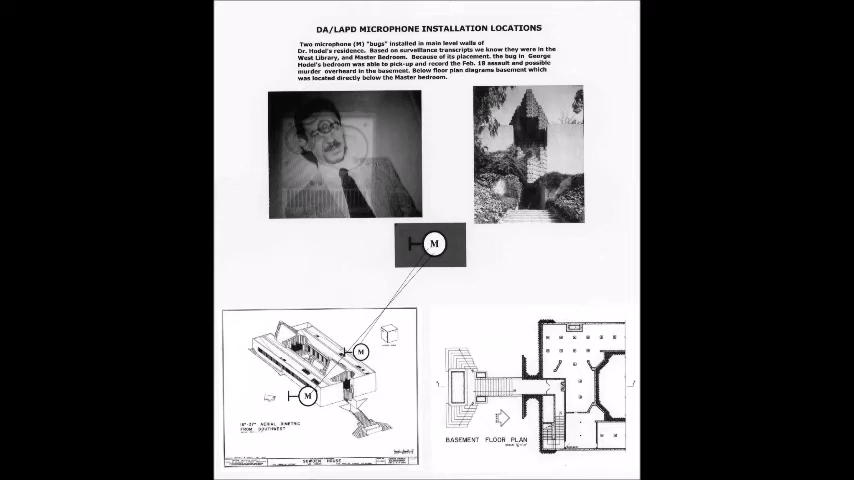 DA/LAPD MICROPHONE INSTALLATION LOCATIONS
Two microphone (M) "bugs" installed in main level walls of
Dr. Hodel's residence. Based on surveillance transcripts we know they were in the
West Library, and Master Bedroom. Because of its placement, the bug in George
Hodel's bedroom was able to pick-up and record the Feb. 18 assault and possible
murder overheard in the basement. Below floor plan diagrams basement which
was located directly below the Master bedroom.
M
M
M
AERIAL
FROM SOUTHWEST
SOWDEN HOUSE
BASEMENT FLOOR PLAN